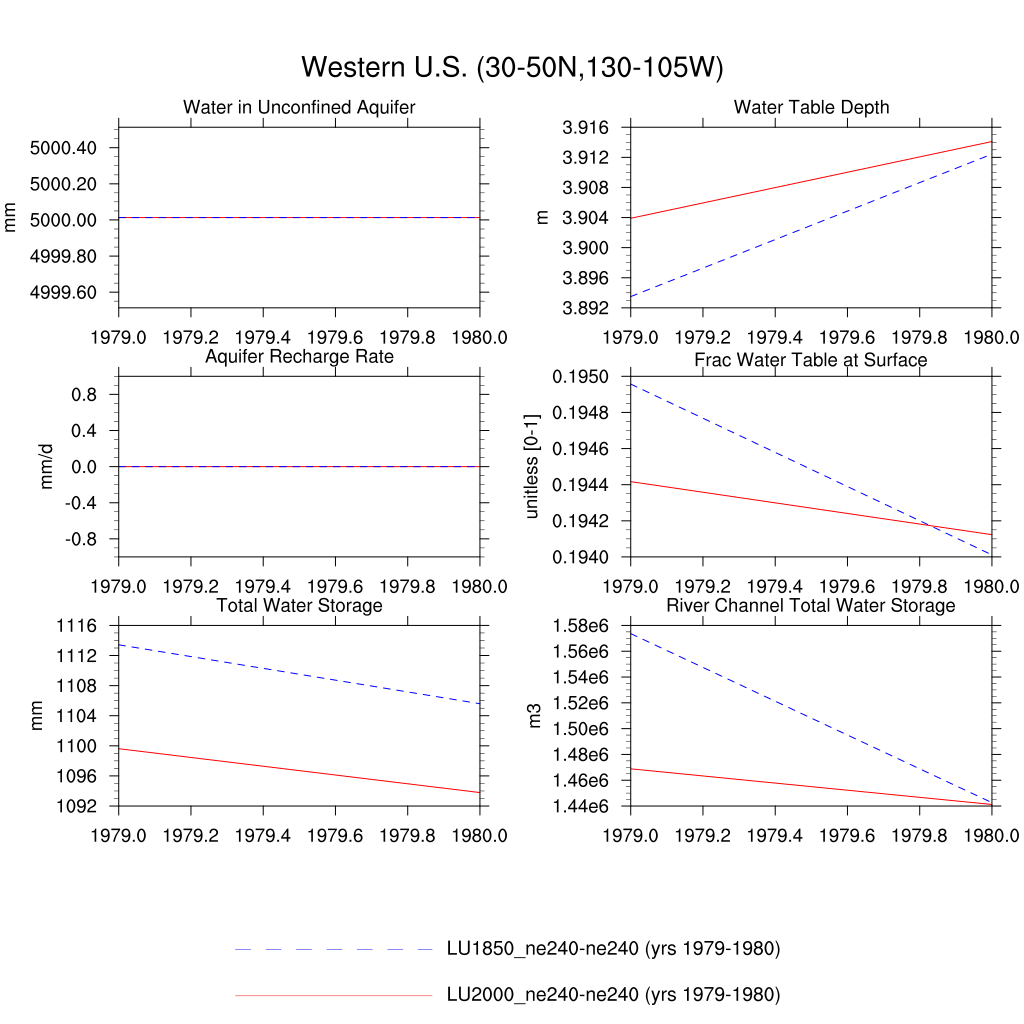 Western U.S. (30-50N,130-105W)
Water in Unconfined Aquifer
5000.40
5000.20
5000.00
4999.80
4999.60
mm
1979.0 1979.2 1979.4 1979.6 1979.8 1980.0
Water Table Depth
3.916
3.912
3.908
3.904
3.900
3.896
3.892
m
1979.0 1979.2 1979.4 1979.6 1979.8 1980.0
Aquifer Recharge Rate
0.8
0.4
0.0
-0.4
-0.8
mm/d
1979.0 1979.2 1979.4 1979.6 1979.8 1980.0
Frac Water Table at Surface
0.1950
0.1948
0.1946
0.1944
0.1942
0.1940
unitless [0-1]
1979.0 1979.2 1979.4 1979.6 1979.8 1980.0
Total Water Storage
1116
1112
1108
1104
1100
1096
1092
mm
1979.0 1979.2 1979.4 1979.6 1979.8 1980.0
River Channel Total Water Storage
1.58e6
1.56e6
1.54e6
1.52e6
1.50e6
1.48e6
1.46e6
1.44e6
m3
1979.0 1979.2 1979.4 1979.6 1979.8 1980.0
LU1850_ne240-ne240 (yrs 1979-1980)
LU2000_ne240-ne240 (yrs 1979-1980)